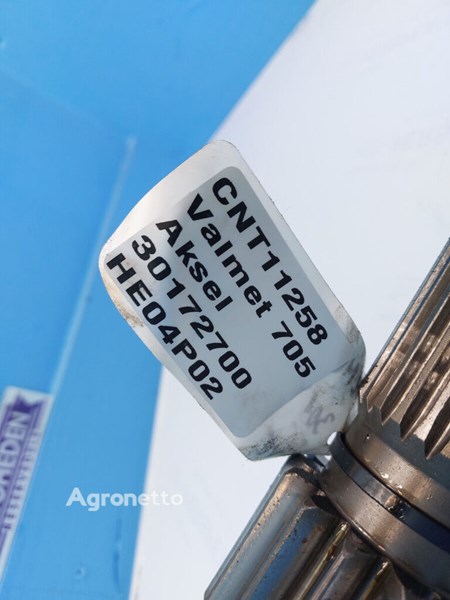 CNT11258
Valmet 705
Aksel
30172700
HE04P02
Agronetto